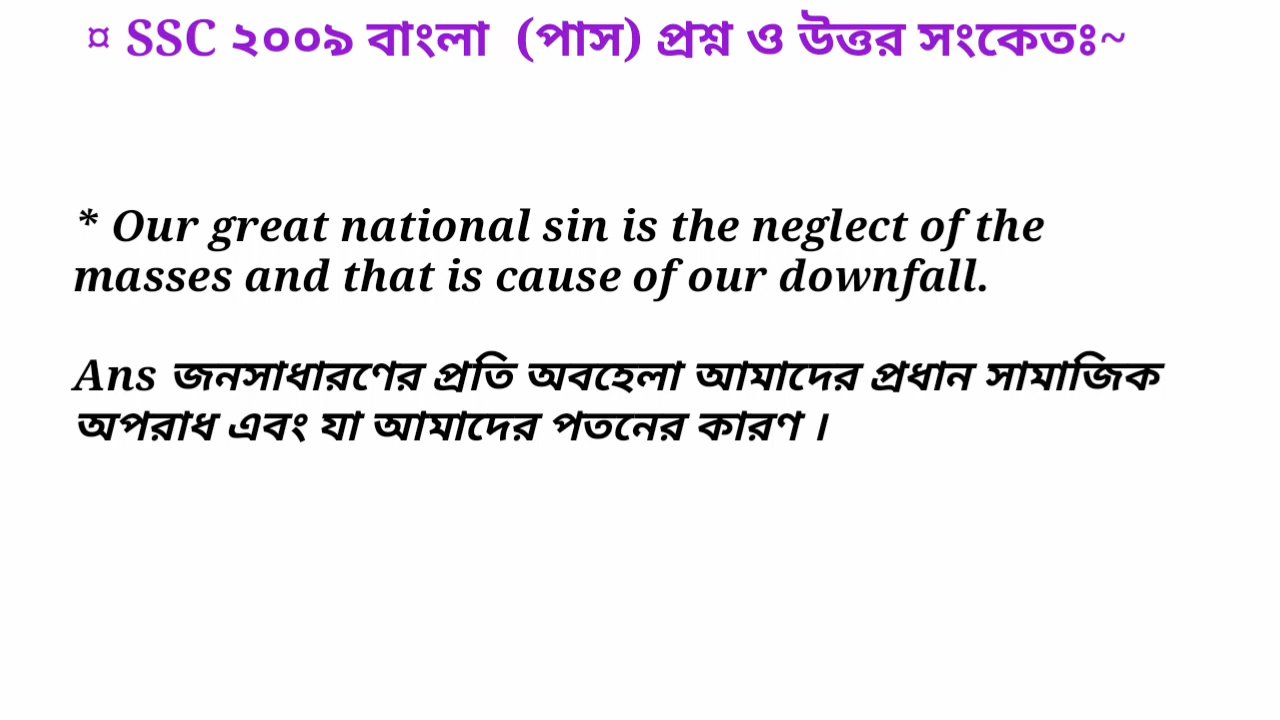 ¤ SSC ২০০৯ বাংলা (পাস) প্রশ্ন ও উত্তর সংকেতঃ~
* Our great national sin is the neglect of the
masses and that is cause of our downfall.
Ans জনসাধারণের প্রতি অবহেলা আমাদের প্রধান সামাজিক
অপরাধ এবং যা আমাদের পতনের কারণ ।